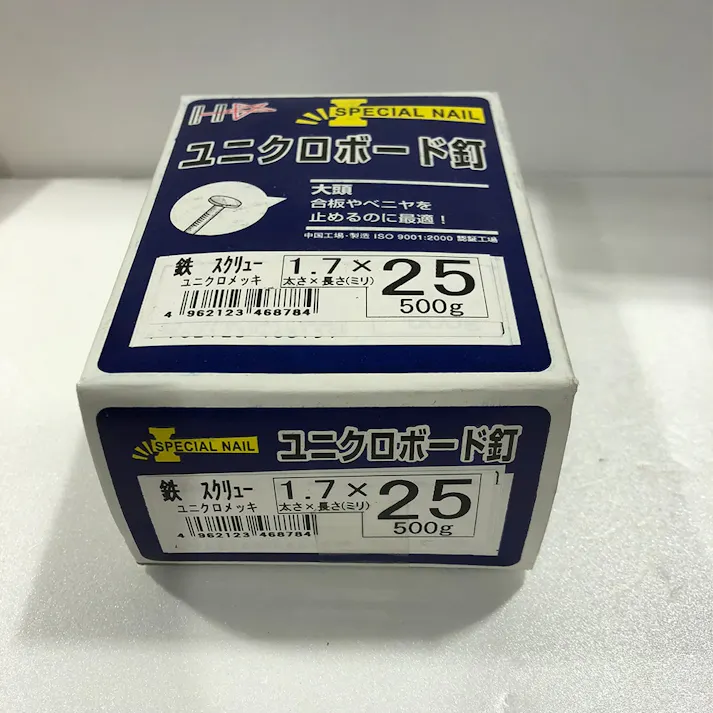 SPECIAL NAIL
ユニクロボード釘
大頭
合板やベニヤを
止めるのに最適！
中国工場・製造 ISO 9001:2000 認証工場
鉄 スクリュー
ユニクロメッキ
1.7×25
太さ×長さ(ミリ)
500g
4 962123 468784
SPECIAL NAIL
ユニクロボード釘
鉄 スクリュー
ユニクロメッキ
1.7×25
太さ×長さ(ミリ)
500g
4 962123 468784